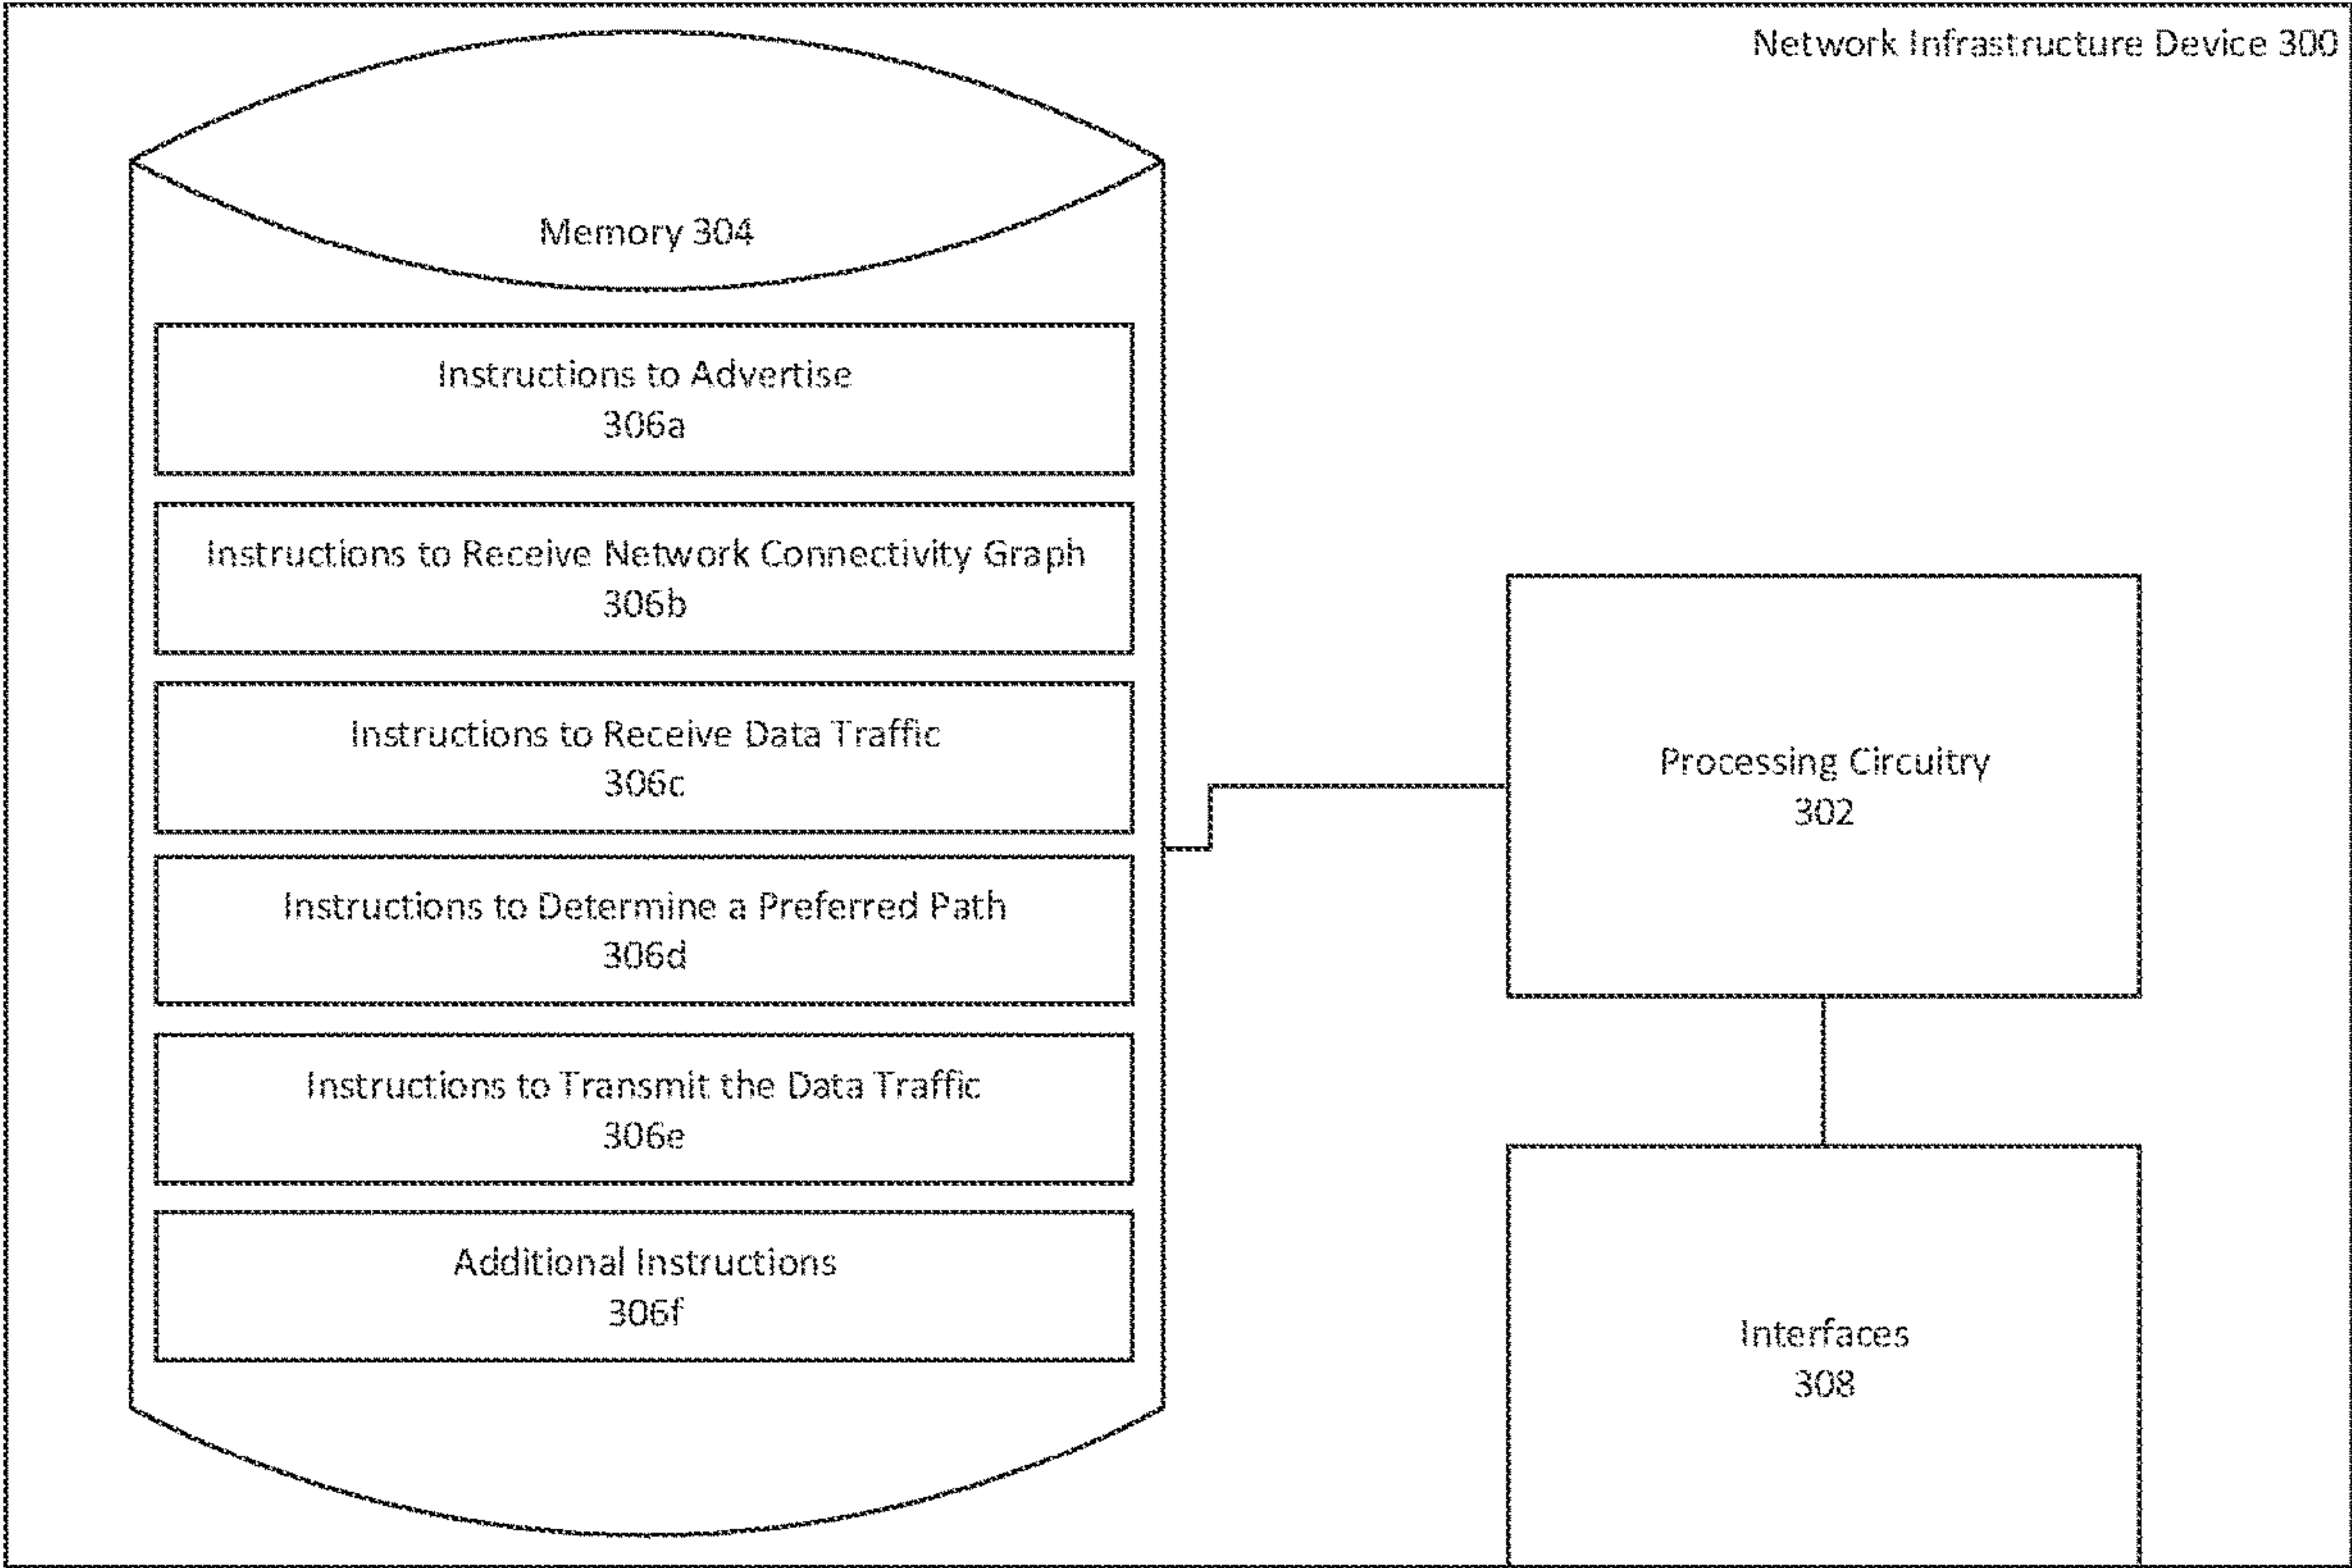 Network Infrastructure Device 300
Memory 304
Instructions to Advertise
306a
Instructions to Receive Network Connectivity Graph
306b
Instructions to Receive Data Traffic
306c
Instructions to Determine a Preferred Path
306d
Instructions to Transmit the Data Traffic
306e
Additional Instructions
306f
Processing Circuitry
302
Interfaces
308